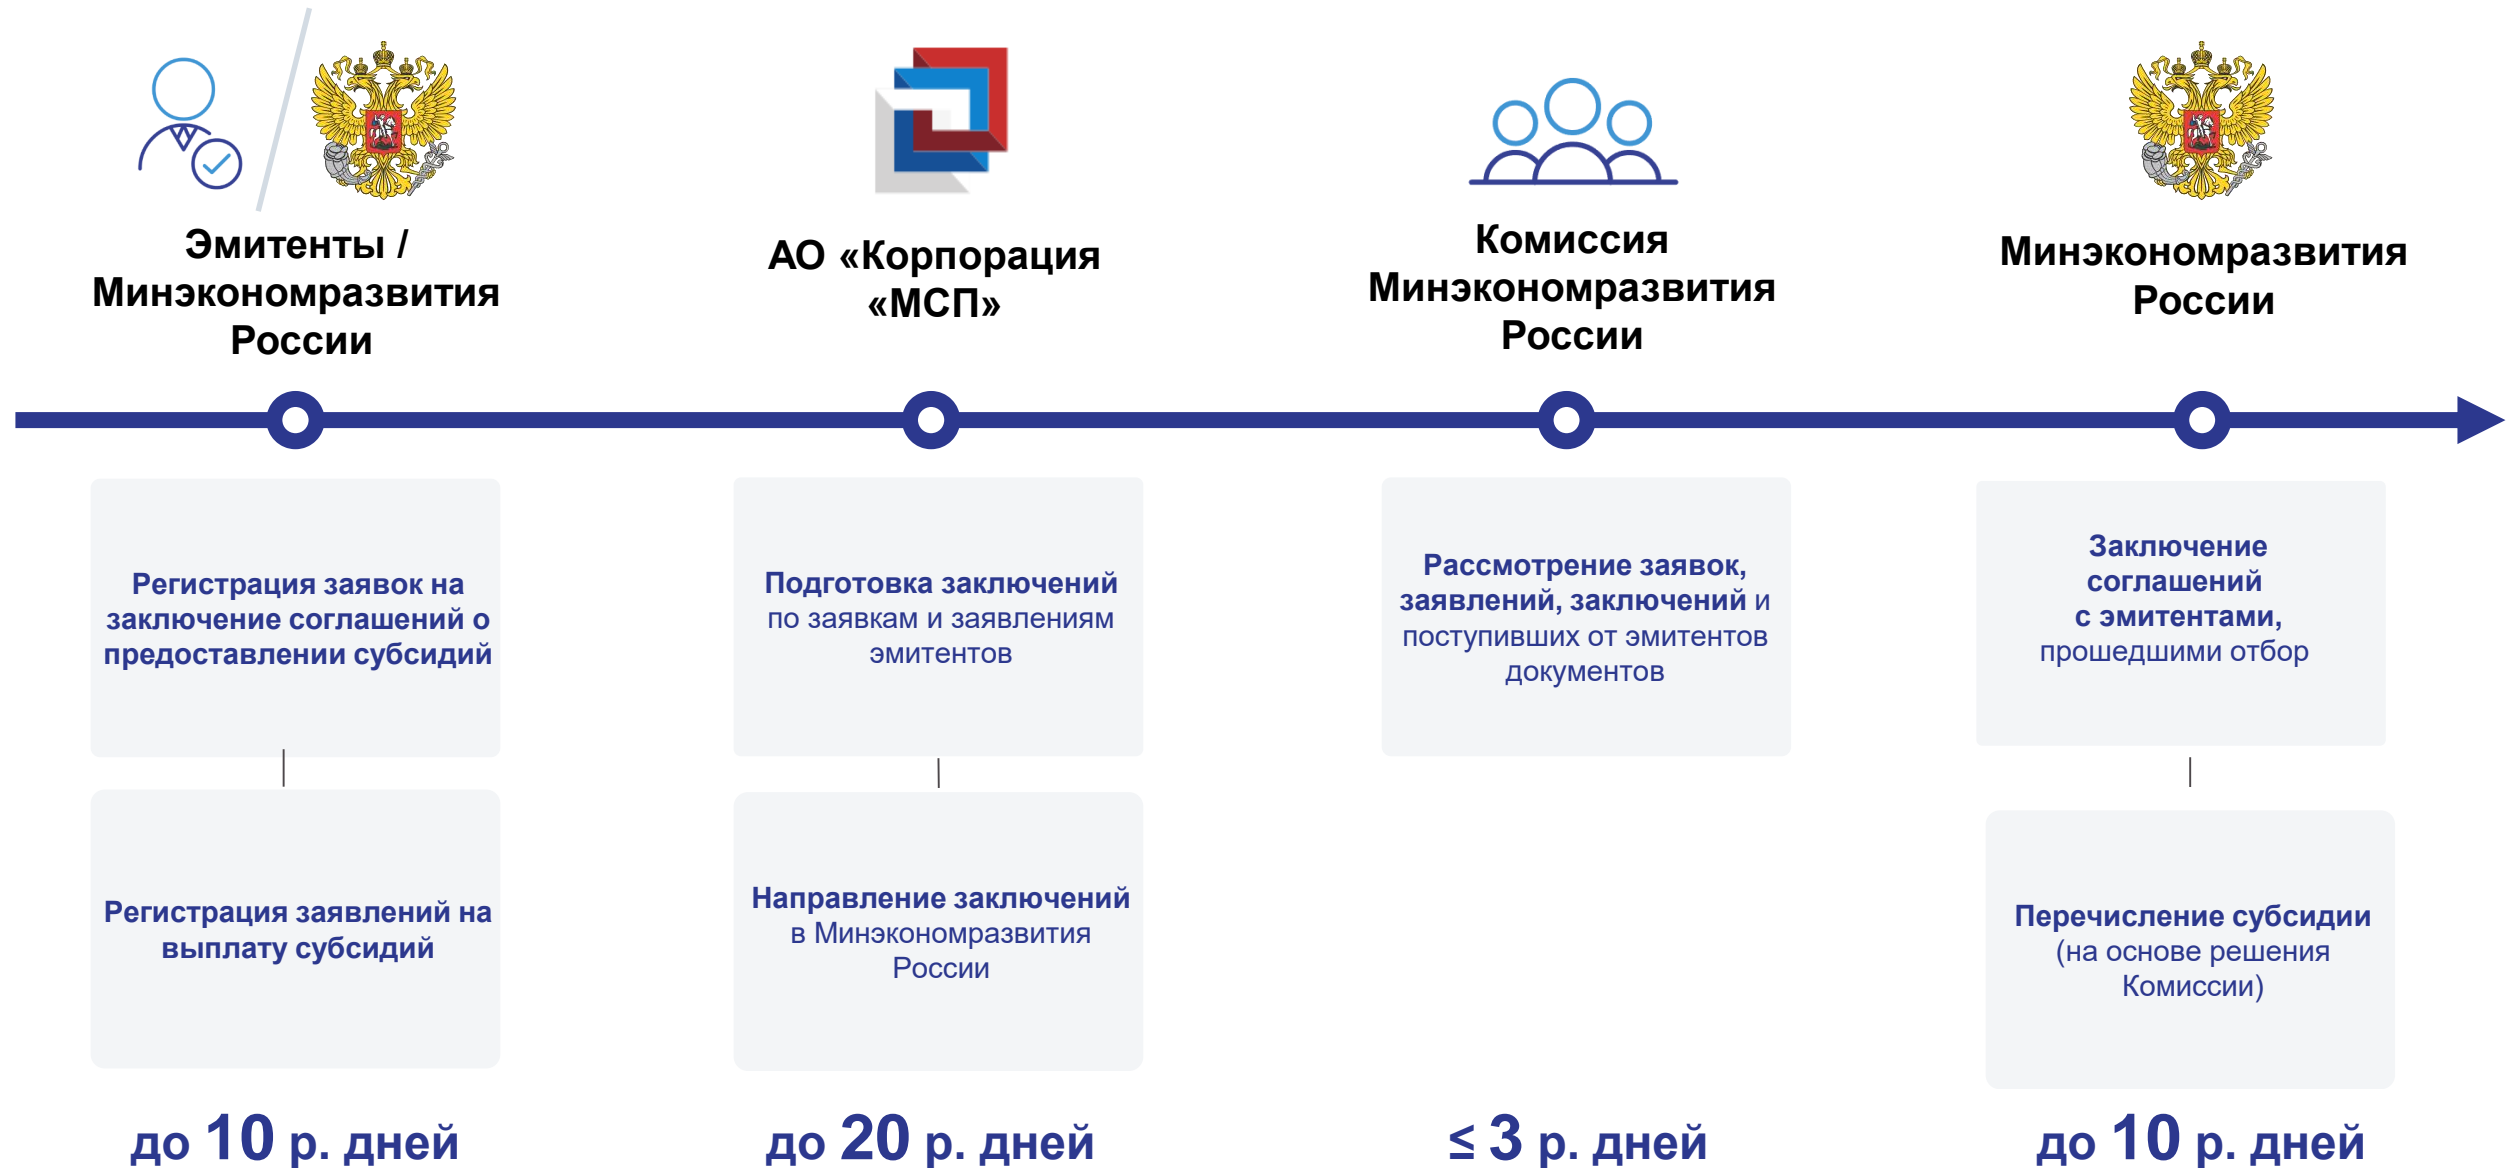 Эмитенты /
Минэкономразвития
России
АО «Корпорация
«МСП»
Комиссия
Минэкономразвития
России
Минэкономразвития
России
Регистрация заявок на
заключение соглашений о
предоставлении субсидий
Подготовка заключений
по заявкам и заявлениям
эмитентов
Рассмотрение заявок,
заявлений, заключений и
поступивших от эмитентов
документов
Заключение
соглашений
с эмитентами,
прошедшими отбор
Регистрация заявлений на
выплату субсидий
Направление заключений
в Минэкономразвития
России
Перечисление субсидии
(на основе решения
Комиссии)
до 10 р. дней
до 20 р. дней
≤ 3 р. дней
до 10 р. дней